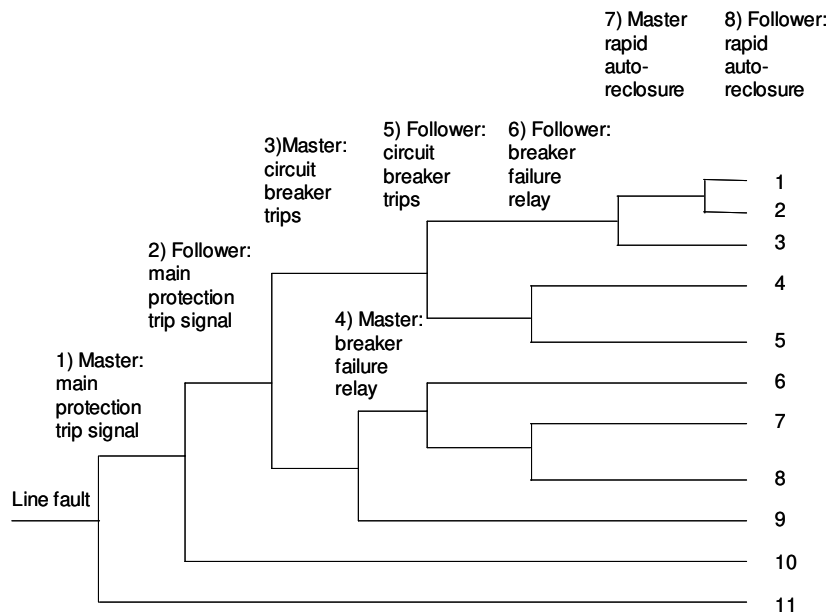 7) Master
rapid
auto-
reclosure
8) Follower:
rapid
auto-
reclosure
3)Master:
circuit
breaker
trips
5) Follower:
circuit
breaker
trips
6) Follower:
breaker
failure
relay
2) Follower:
main
protection
trip signal
4) Master:
breaker
failure
relay
1) Master:
main
protection
trip signal
Line fault
1
2
3
4
5
6
7
8
9
10
11